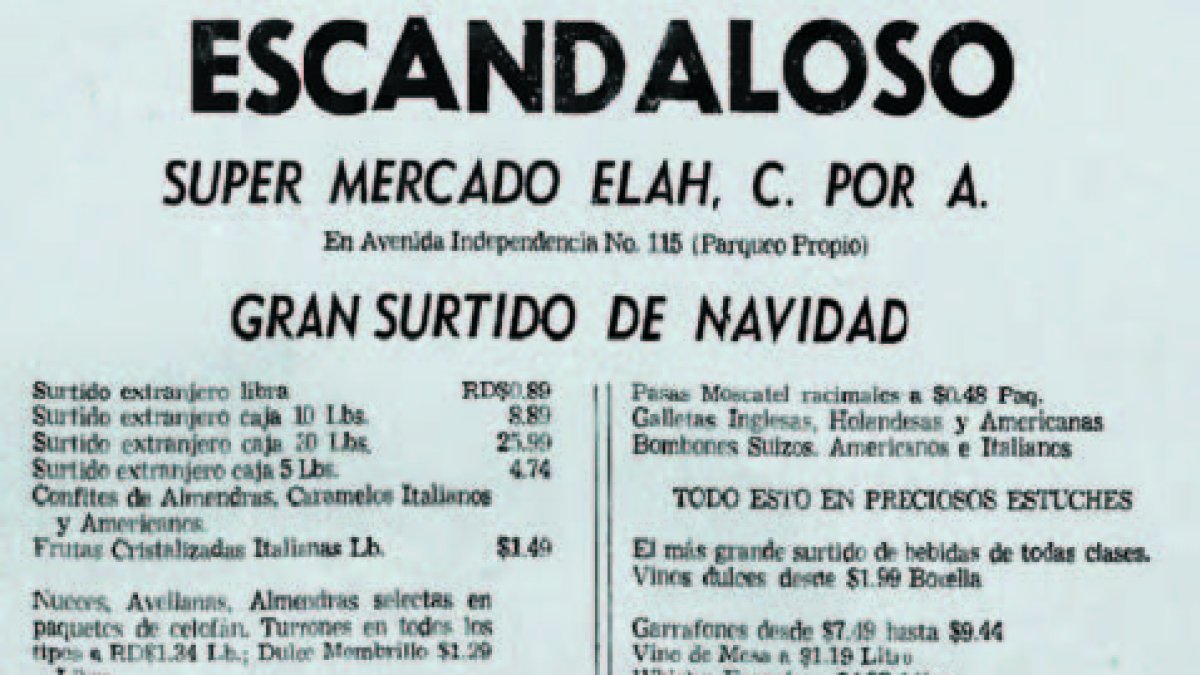 ESCANDALOSO
SUPER MERCADO ELAH, C. POR A.
En Avenida Independencia No. 115 (Parqueo Propio)
GRAN SURTIDO DE NAVIDAD
Surtido extranjero libra RD$0.89
Surtido extranjero caja 10 Lbs. 8.89
Surtido extranjero caja 20 Lbs. 25.99
Surtido extranjero caja 5 Lbs. 4.74
Confites de Almendras, Caramelos Italianos
y Americanos.
Frutas Cristalizadas Italianas Lb. $1.49
Nueces, Avellanas, Almendras selectas en
paquetes de celofán. Turrones en todos los
tipos a RD$1.34 Lb.; Dulce Membrillo $1.29
Pasas Moscatel racimales a $0.48 Paq.
Galletas Inglesas, Holandesas y Americanas
Bombones Suizos, Americanos e Italianos
TODO ESTO EN PRECIOSOS ESTUCHES
El más grande surtido de bebidas de todas clases.
Vinos dulces desde $1.99 Botella
Garrafones desde $7.49 hasta $9.44
Vino de Mesa a $1.19 Litro